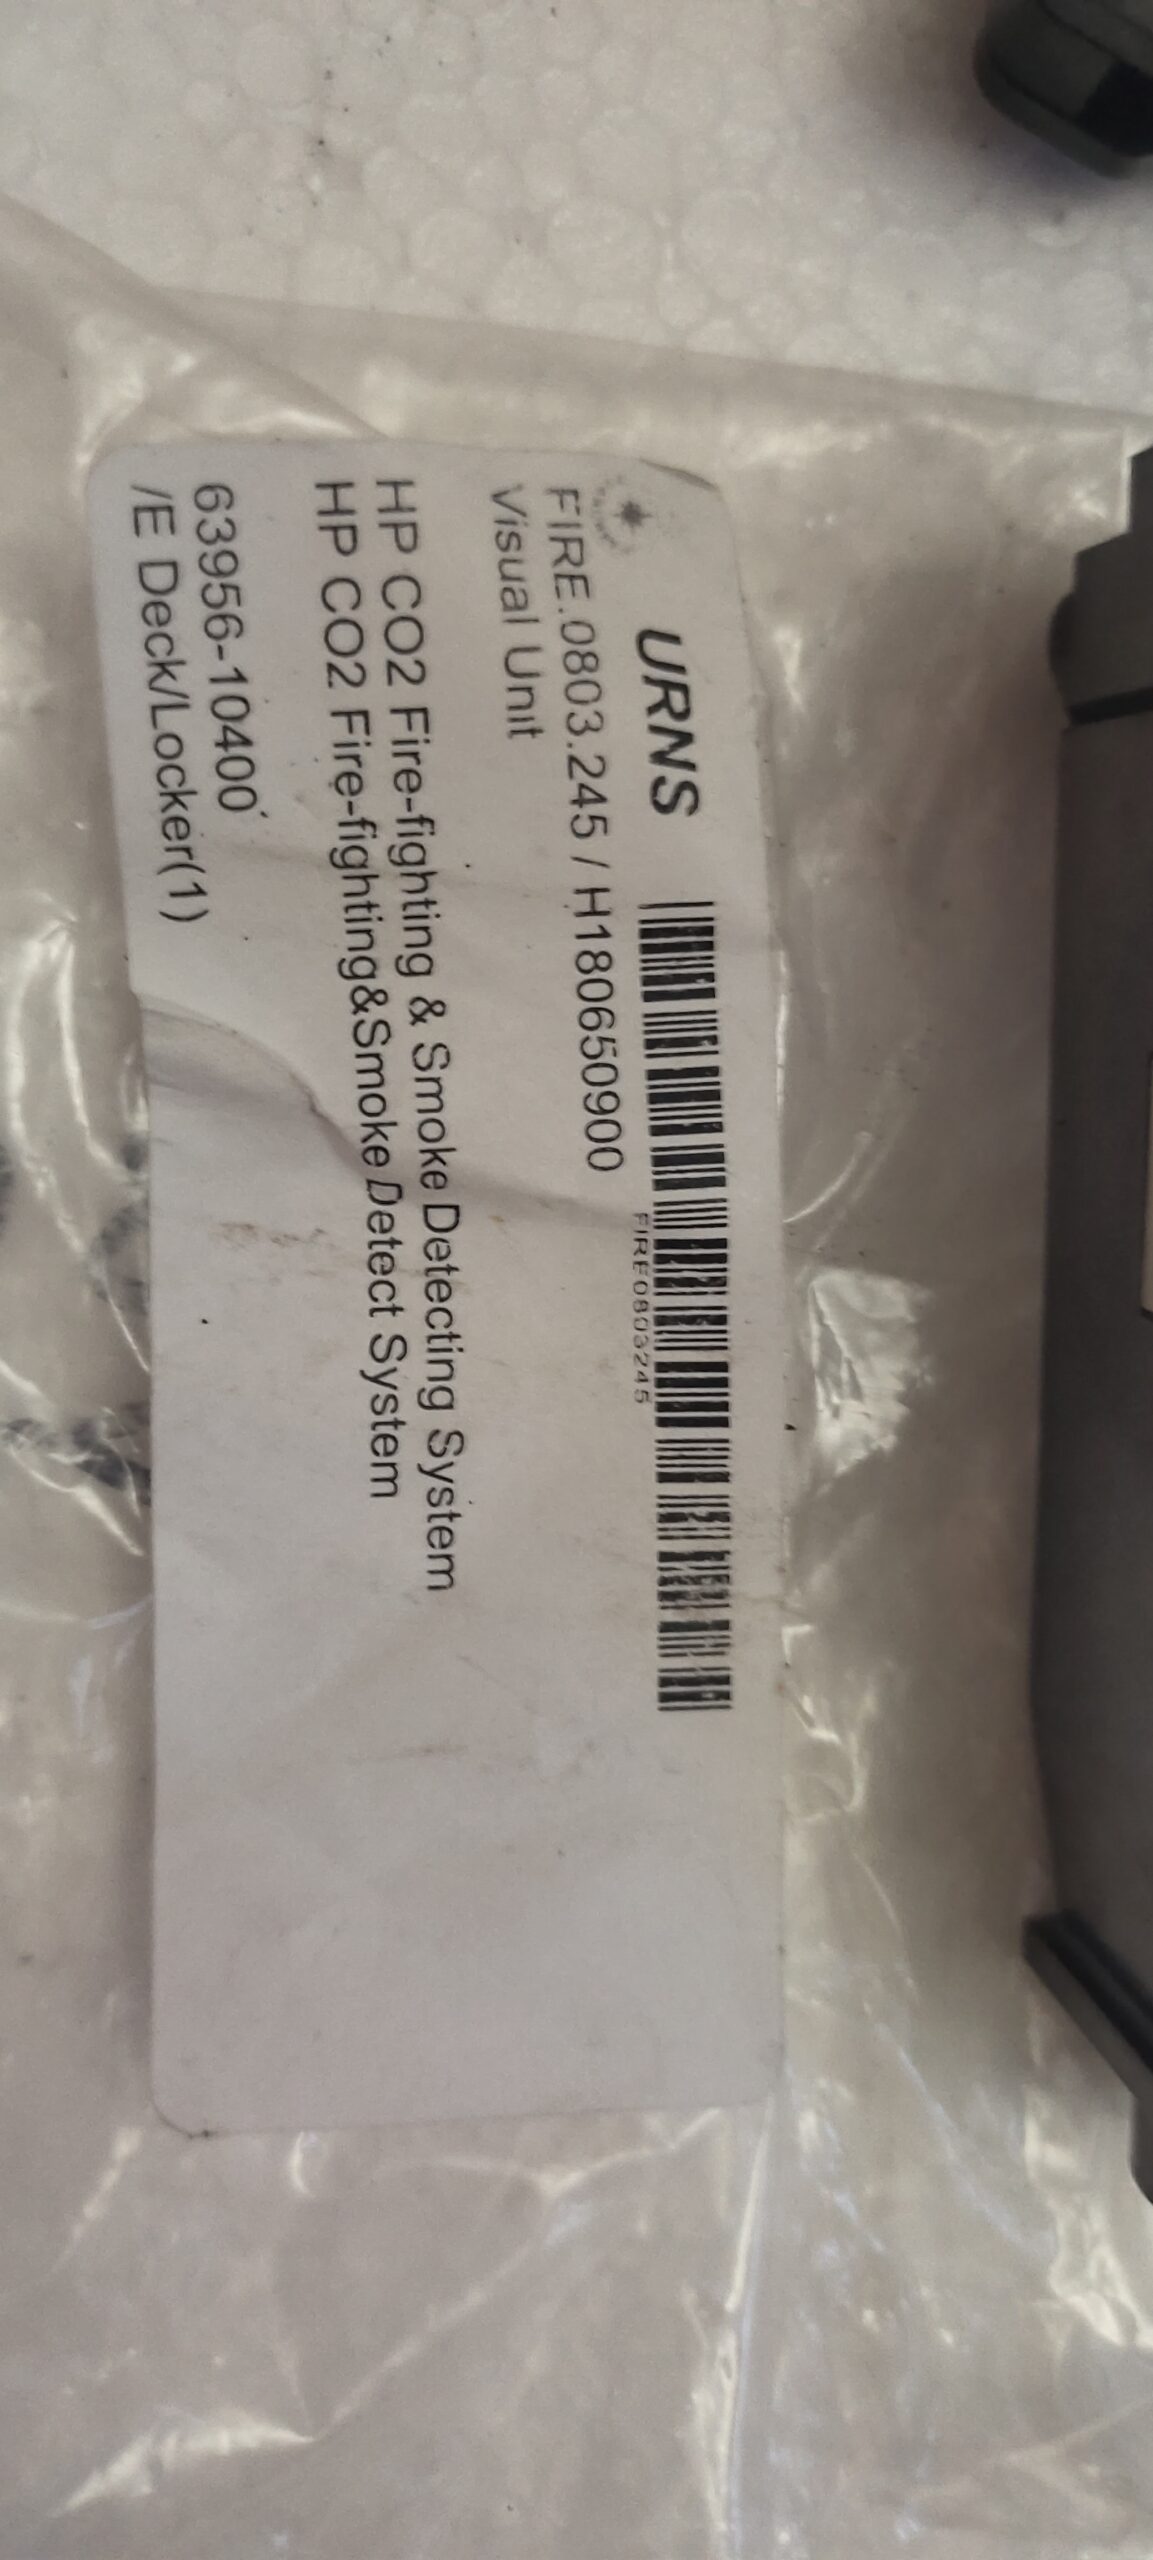 URNS
FIRE0803245
FIRE.0803.245 / H180650900
Visual Unit
HP CO2 Fire-fighting & Smoke Detecting System
HP CO2 Fire-fighting&Smoke Detect System
63956-10400
/E Deck/Locker(1)